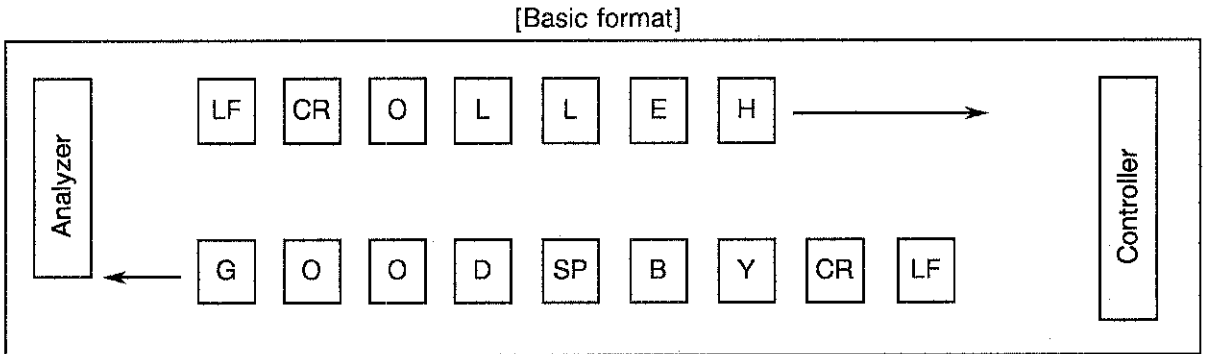 [Basic format]
Analyzer
LF CR O L L E H
Controller
G O O D SP B Y CR LF